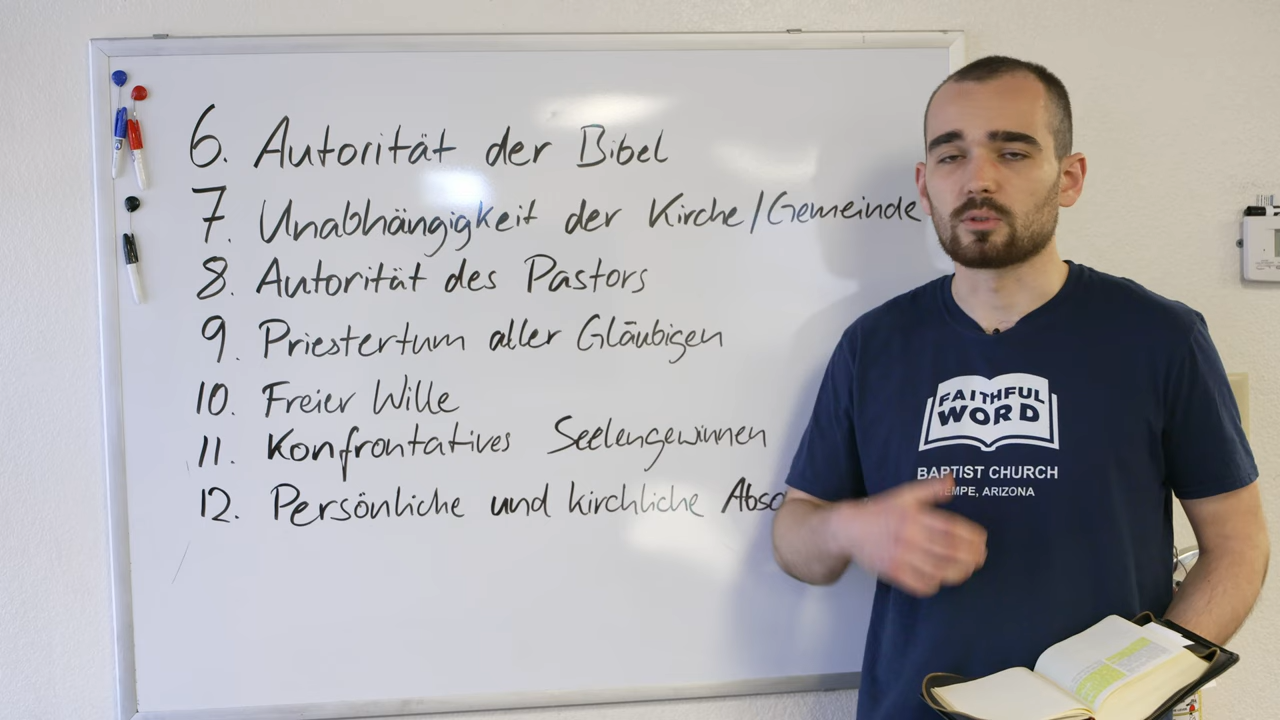 6. Autorität der Bibel
7. Unabhängigkeit der Kirche/Gemeinde
8. Autorität des Pastors
9. Priestertum aller Gläubigen
10. Freier Wille
11. Konfrontatives Seelengewinnen
12. Persönliche und kirchliche
FAITHFUL
WORD
BAPTIST CHURCH
TEMPE, ARIZONA